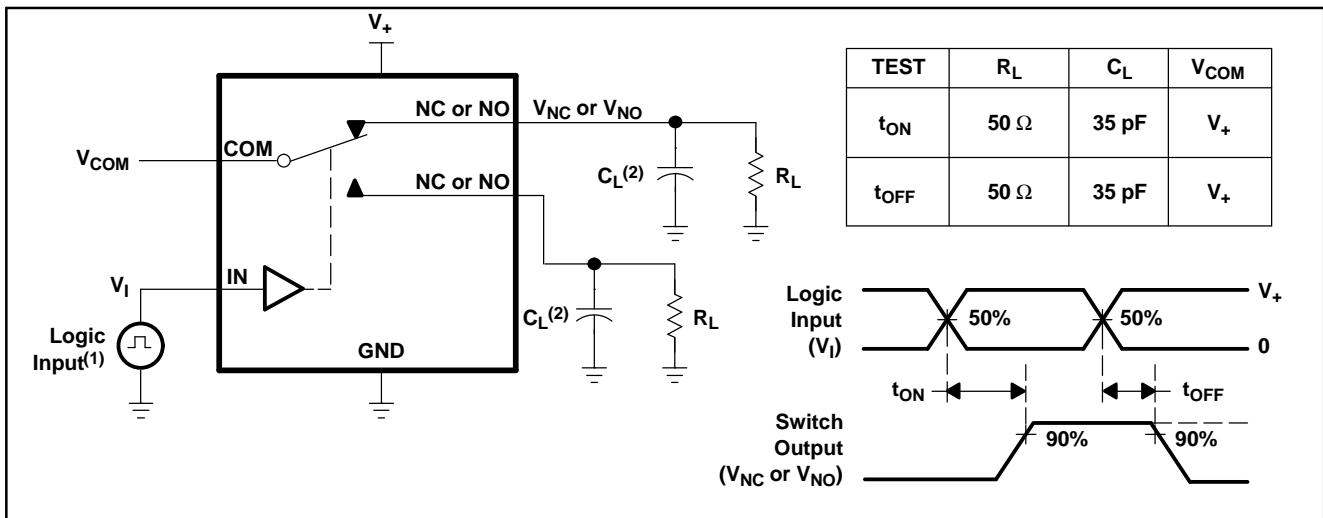 V+
NC or NO
VNC or VNO
VCOM
COM
CL(2)
RL
NC or NO
VI
IN
CL(2)
RL
Logic
Input(1)
GND
TEST RL CL VCOM
tON 50 Ω 35 pF V+
tOFF 50 Ω 35 pF V+
Logic
Input
(VI)
50%
50%
V+
0
tON
tOFF
Switch
Output
(VNC or VNO)
90%
90%